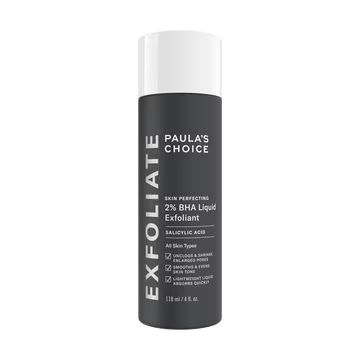 EXFOLIATE
PAULA'S
CHOICE
SKIN PERFECTING
2% BHA Liquid
Exfoliant
SALICYLIC ACID
All Skin Types
UNCLOGS & SHRINKS
ENLARGED PORES
SMOOTHS & EVENS
SKIN TONE
LIGHTWEIGHT LIQUID
ABSORBS QUICKLY
118 ml / 4 fl. oz.